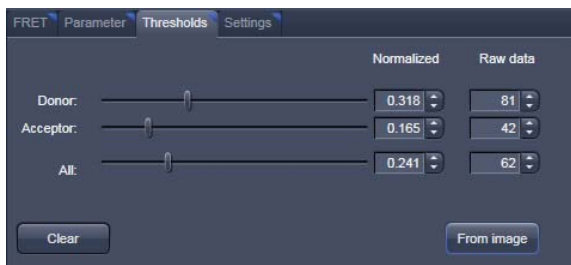 FRET Parameter Thresholds Settings
Normalized Raw data
Donor: 0.318 81
Acceptor: 0.165 42
All: 0.241 62
Clear From image